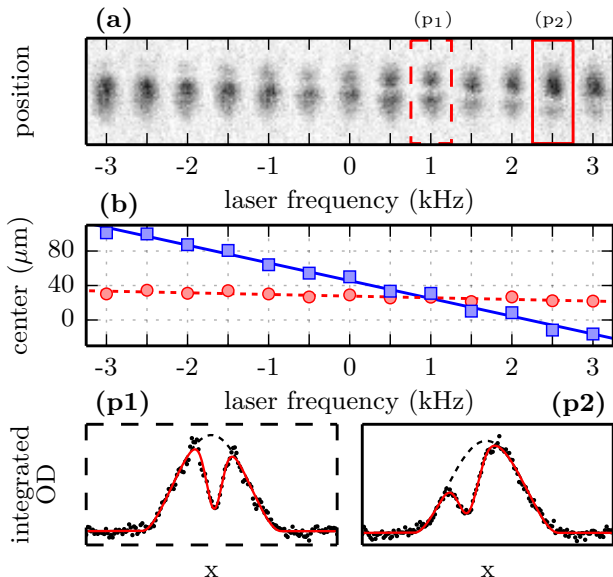 (a)
(p₁)
(p₂)
position
-3 -2 -1 0 1 2 3
laser frequency (kHz)
(b)
center (μm)
80
40
0
-3 -2 -1 0 1 2 3
laser frequency (kHz)
(p1)
(p2)
integrated
OD
x
x